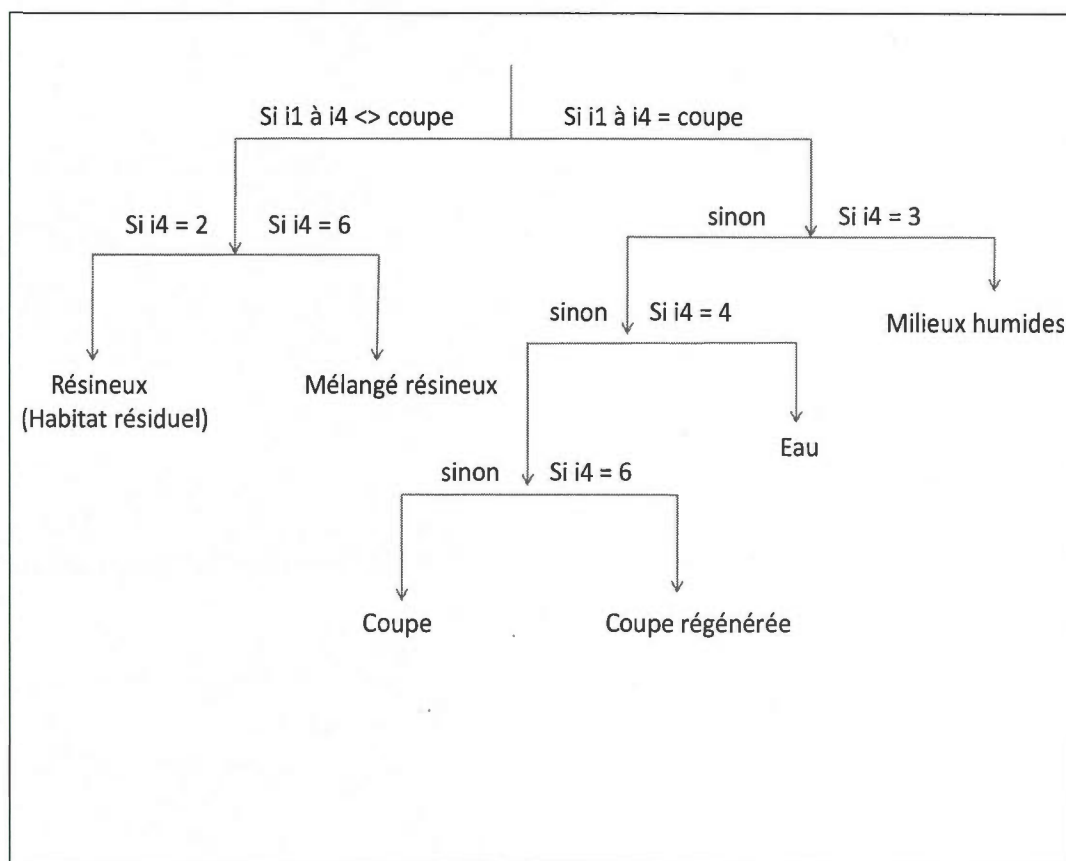 Si i1 à i4 <> coupe
Si i1 à i4 = coupe
Si i4 = 2
Si i4 = 6
sinon
Si i4 = 3
sinon
Si i4 = 4
Milieux humides
Résineux
(Habitat résiduel)
Mélangé résineux
Eau
sinon
Si i4 = 6
Coupe
Coupe régénérée